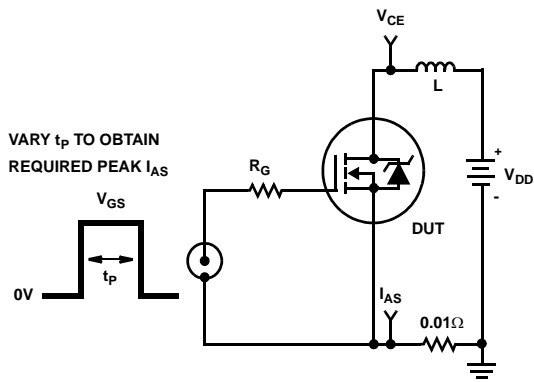 V_CE
L
VARY t_P TO OBTAIN
REQUIRED PEAK I_AS
R_G
+
V_DD
-
V_GS
DUT
t_P
0V
I_AS
0.01Ω